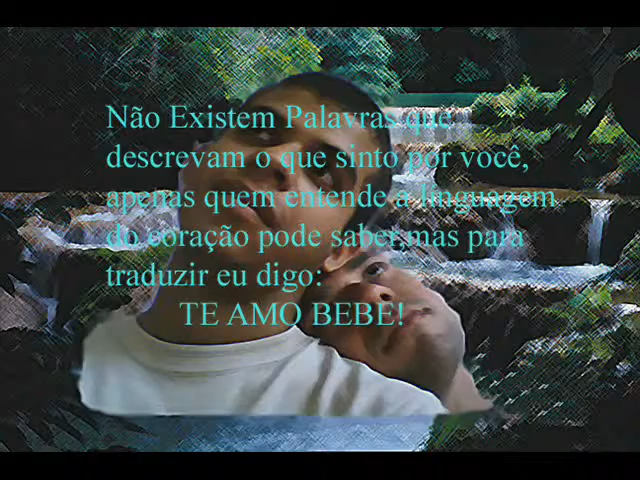 Não Existem Palavras que
descrevam o que sinto por você,
apenas quem entende a linguagem
do coração pode saber,mas para
traduzir eu digo:
TE AMO BEBE!